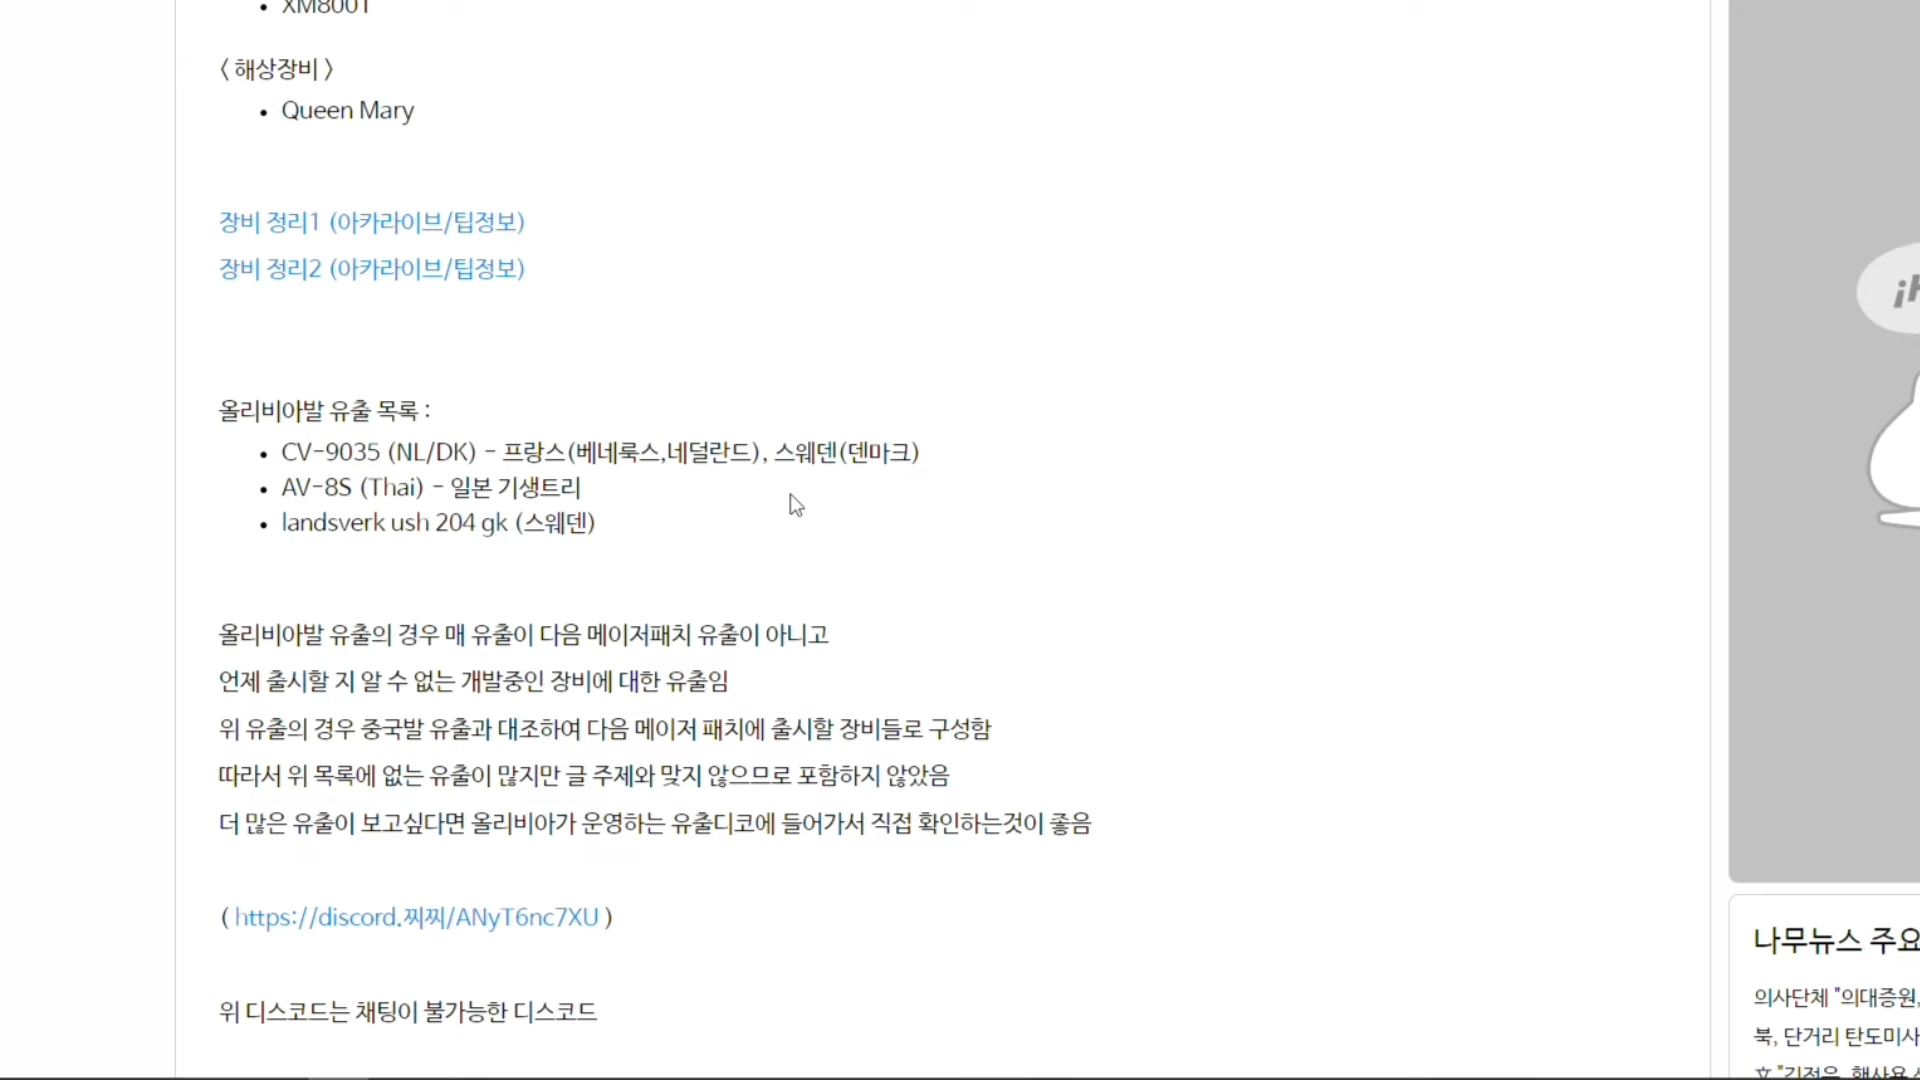 XM800T
〈 해상장비 〉
• Queen Mary
장비 정리1 (아카라이브/팁정보)
장비 정리2 (아카라이브/팁정보)
올리비아발 유출 목록 :
• CV-9035 (NL/DK) - 프랑스(베네룩스,네덜란드), 스웨덴(덴마크)
• AV-8S (Thai) - 일본 기생트리
• landsverk ush 204 gk (스웨덴)
올리비아발 유출의 경우 매 유출이 다음 메이저패치 유출이 아니고
언제 출시할 지 알 수 없는 개발중인 장비에 대한 유출임
위 유출의 경우 중국발 유출과 대조하여 다음 메이저 패치에 출시할 장비들로 구성함
따라서 위 목록에 없는 유출이 많지만 글 주제와 맞지 않으므로 포함하지 않았음
더 많은 유출이 보고싶다면 올리비아가 운영하는 유출디코에 들어가서 직접 확인하는것이 좋음
( https://discord.찌찌/ANyT6nc7XU )
위 디스코드는 채팅이 불가능한 디스코드
나무뉴스 주요
의사단체 "의대증원,
북, 단거리 탄도미사